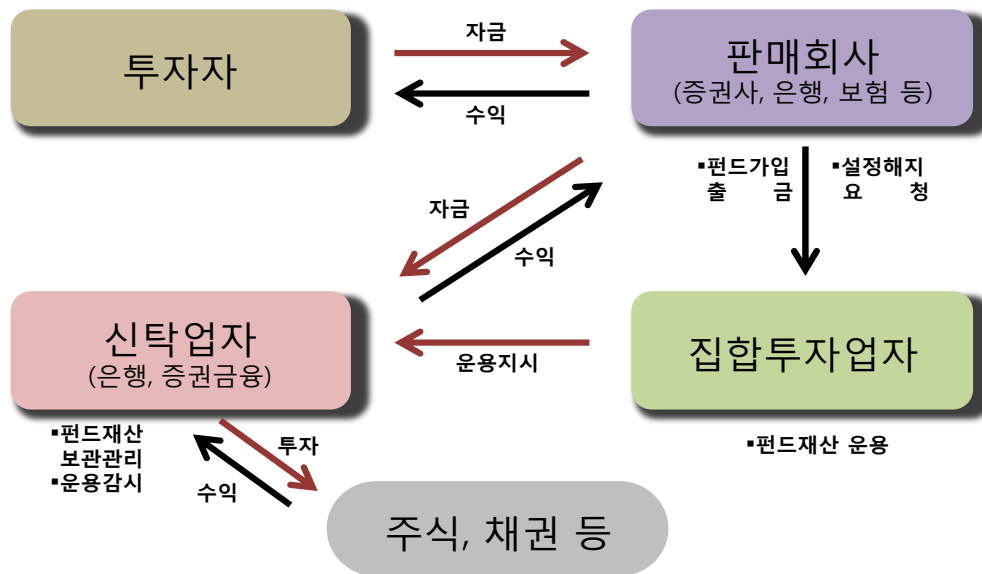 투자자
자금
수익
판매회사
(증권사, 은행, 보험 등)
▪펀드가입
출 금
▪설정해지
요 청
자금
수익
신탁업자
(은행, 증권금융)
운용지시
집합투자업자
▪펀드재산
보관관리
▪운용감시
투자
수익
▪펀드재산 운용
주식, 채권 등